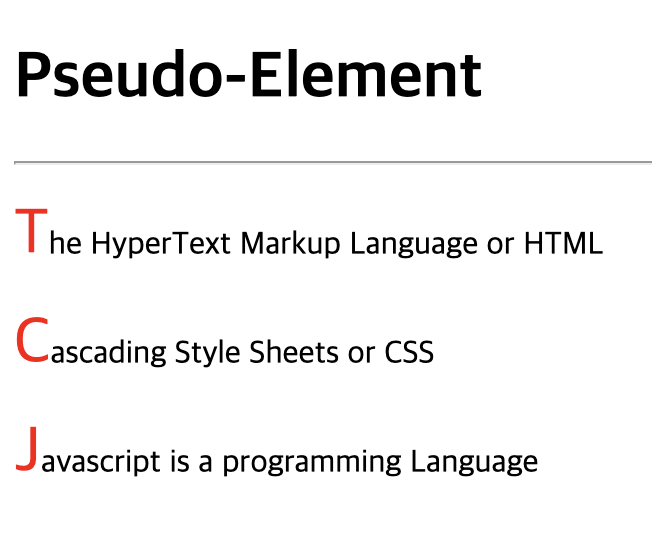 Pseudo-Element
The HyperText Markup Language or HTML
Cascading Style Sheets or CSS
Javascript is a programming Language